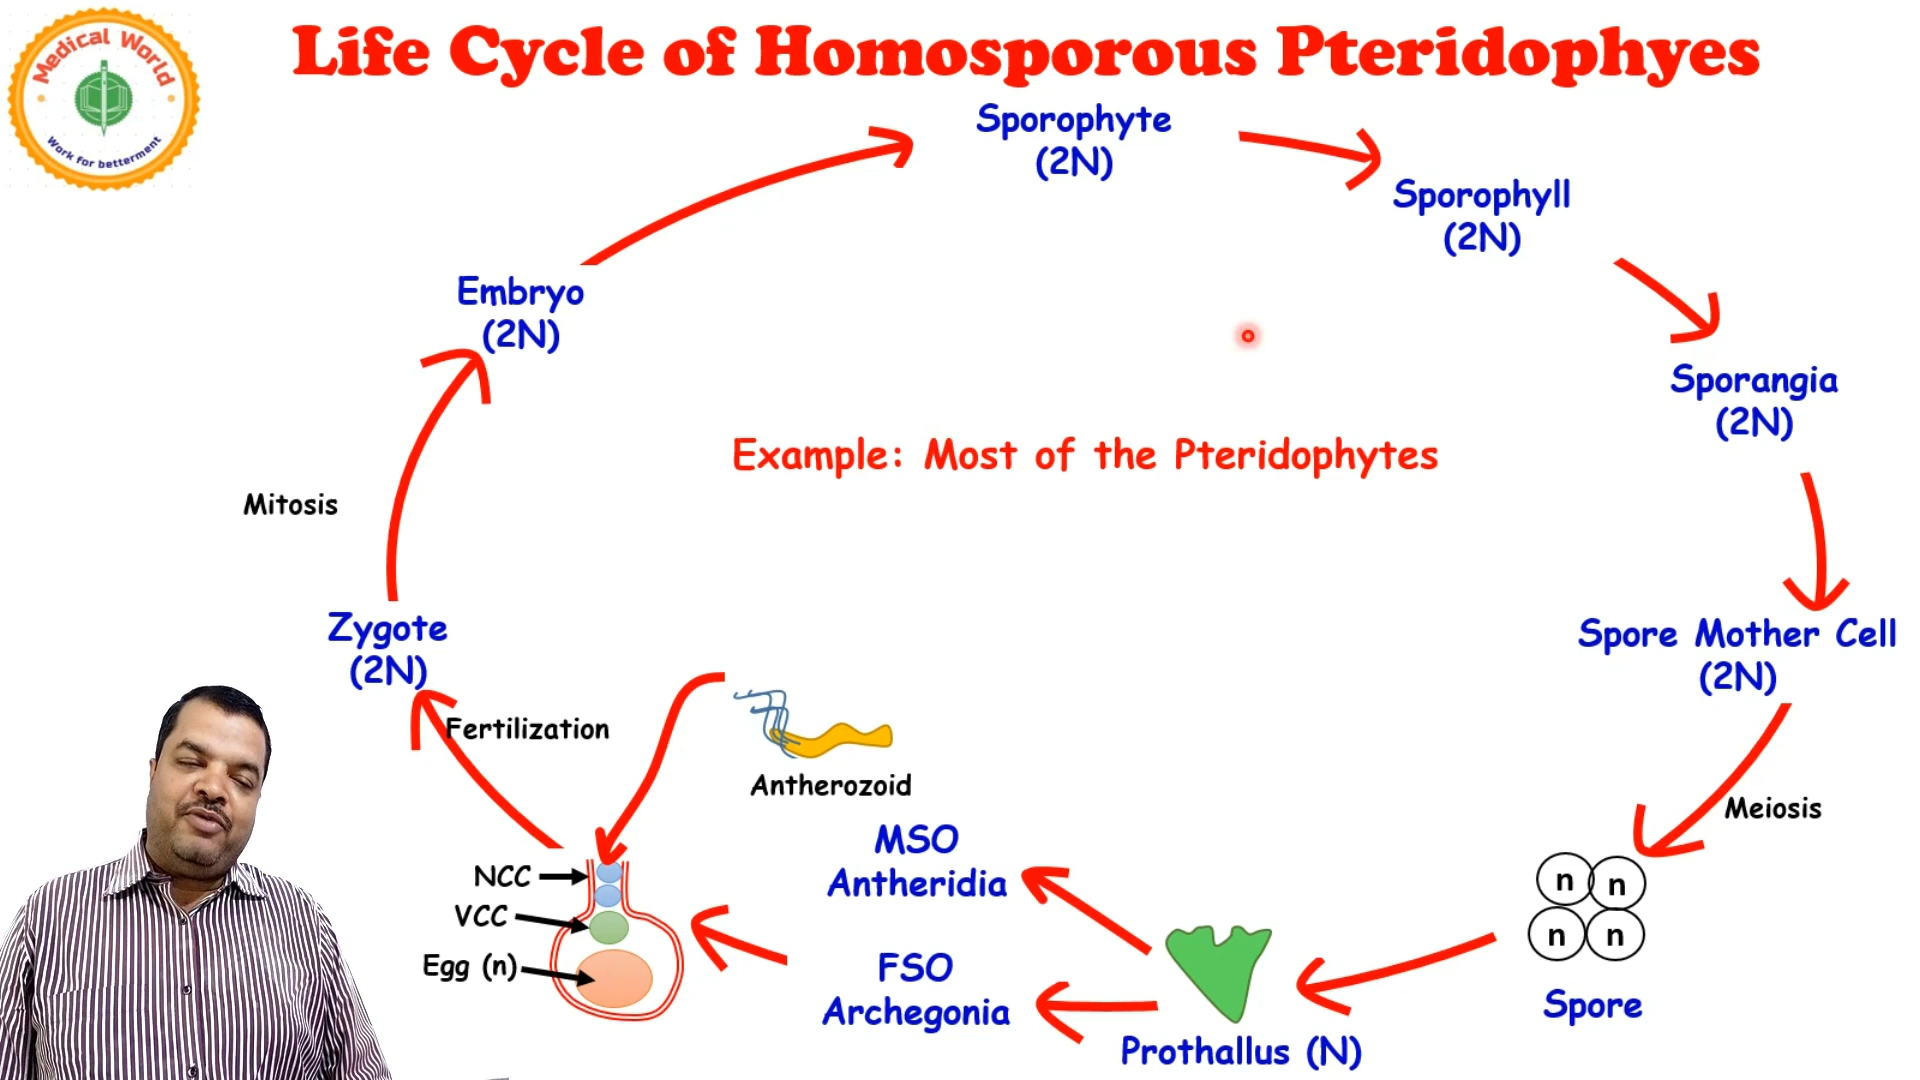 Medical World
Work for betterment
Life Cycle of Homosporous Pteridophyes
Sporophyte
(2N)
Sporophyll
(2N)
Embryo
(2N)
Sporangia
(2N)
Example: Most of the Pteridophytes
Mitosis
Zygote
(2N)
Spore Mother Cell
(2N)
Fertilization
Antherozoid
Meiosis
MSO
Antheridia
NCC
VCC
Egg (n)
FSO
Archegonia
n n
n n
Spore
Prothallus (N)